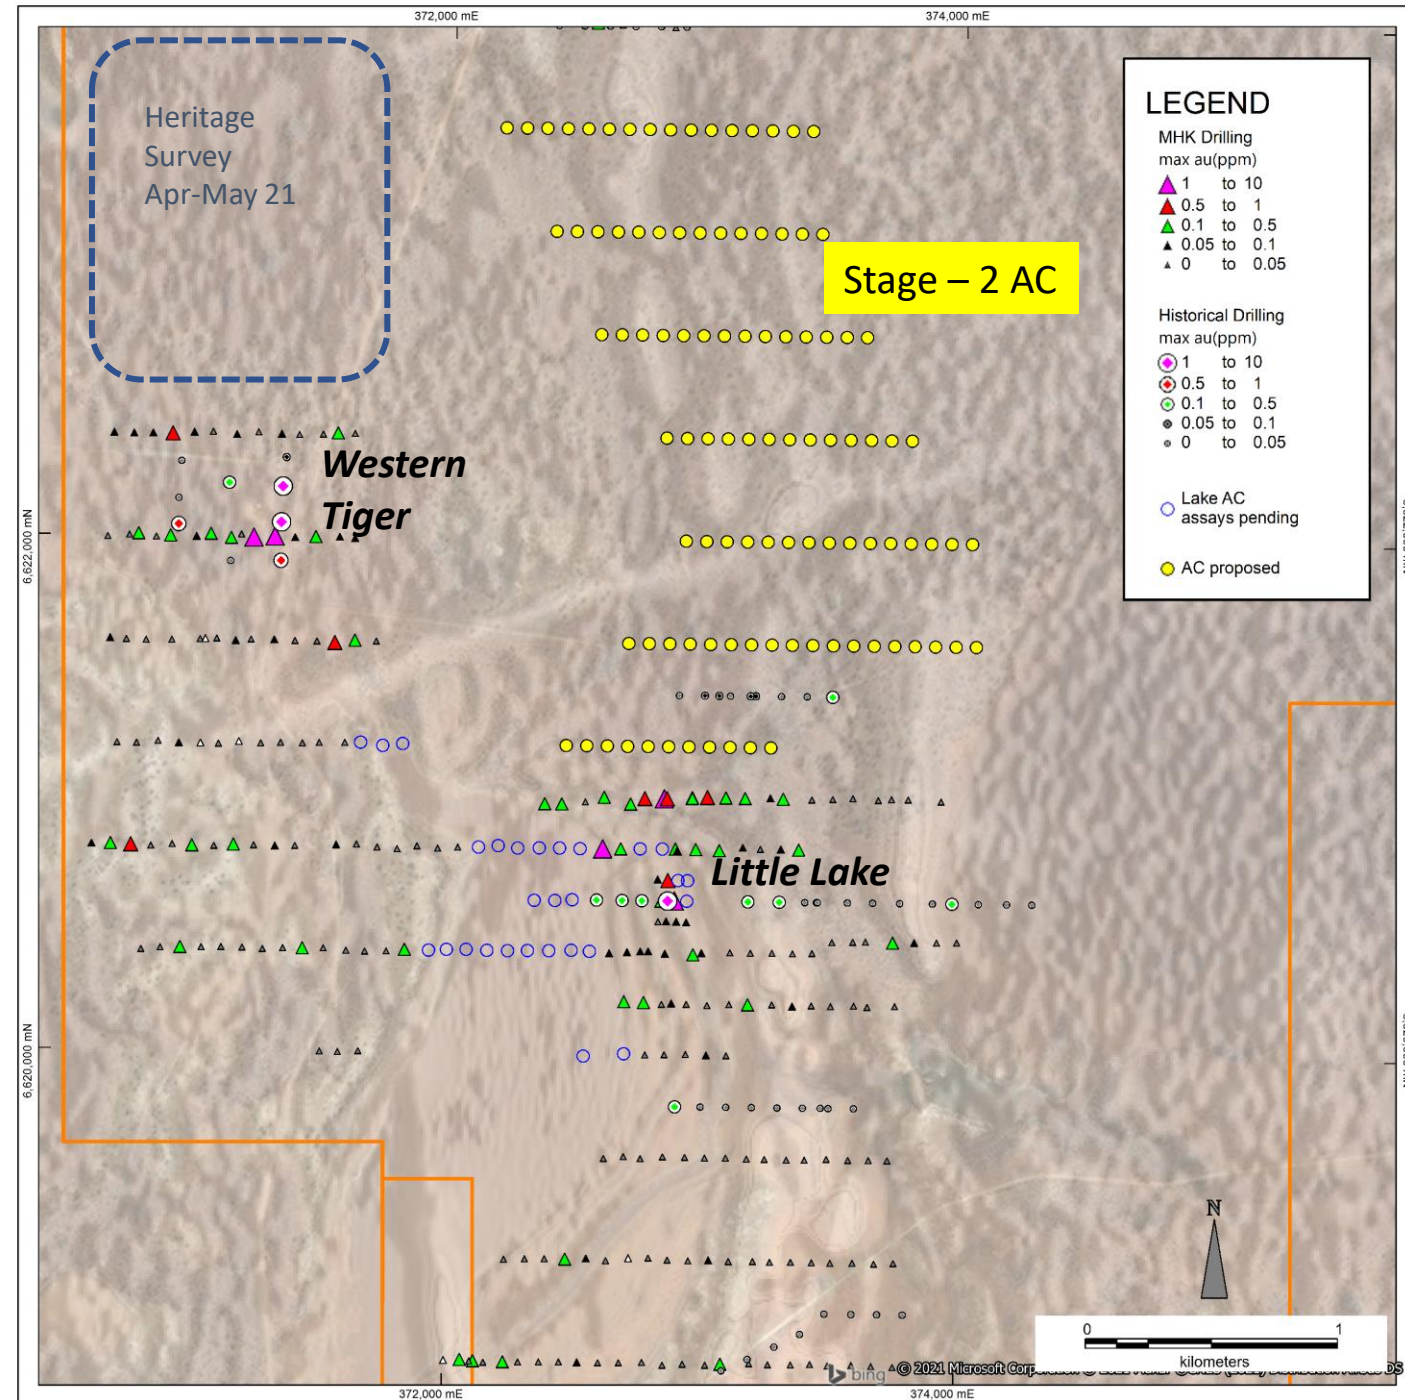 372,000 mE
374,000 mE
Heritage
Survey
Apr-May 21
LEGEND
MHK Drilling
max au(ppm)
1 to 10
0.5 to 1
0.1 to 0.5
0.05 to 0.1
0 to 0.05
Historical Drilling
max au(ppm)
1 to 10
0.5 to 1
0.1 to 0.5
0.05 to 0.1
0 to 0.05
Lake AC
assays pending
AC proposed
Stage – 2 AC
Western
Tiger
6,622,000 mN
Little Lake
6,620,000 mN
N
0 1
kilometers
bing
© 2021 Microsoft
372,000 mE
374,000 mE